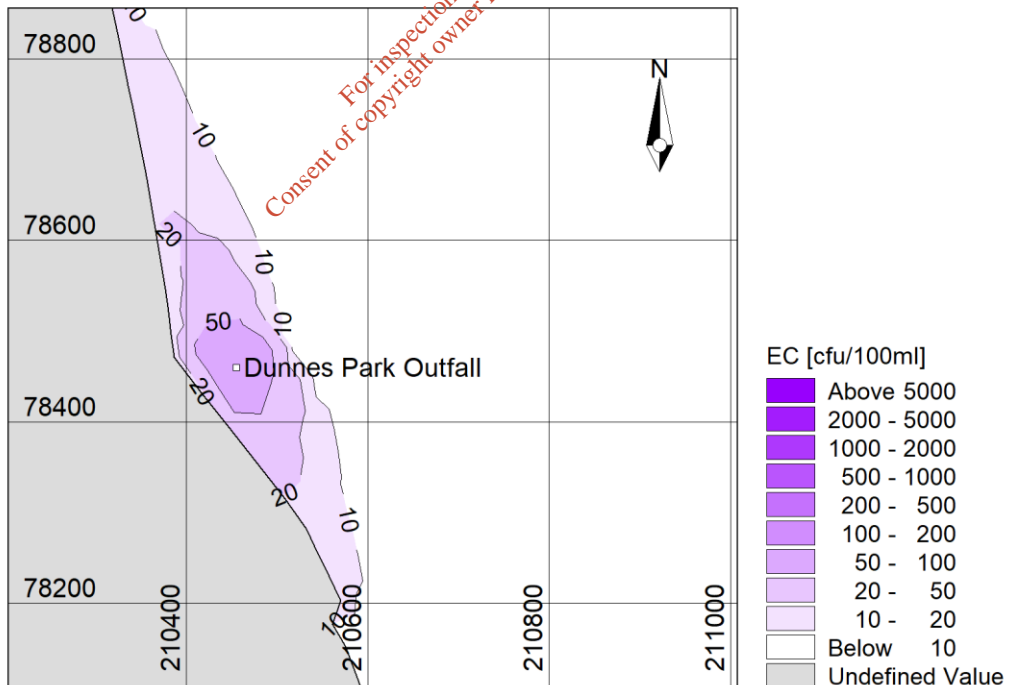 For inspection
Consent of copyright owner
78800
78600
78400
78200
210400
210600
210800
211000
10
10
10
10
10
10
20
20
20
50
Dunnes Park Outfall
N
EC [cfu/100ml]
Above 5000
2000 - 5000
1000 - 2000
500 - 1000
200 - 500
100 - 200
50 - 100
20 - 50
10 - 20
Below 10
Undefined Value